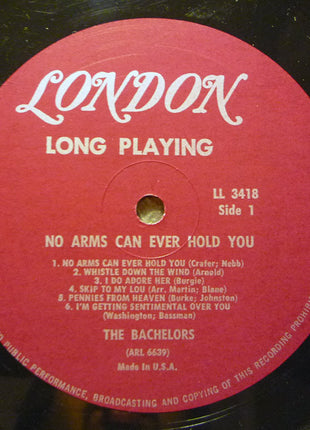 LONDON
LONG PLAYING
LL 3418
Side 1
NO ARMS CAN EVER HOLD YOU
1. NO ARMS CAN EVER HOLD YOU (Crater; Nebb)
2. WHISTLE DOWN THE WIND (Arnold)
3. I DO ADORE HER (Burgie)
4. SKIP TO MY LOU (Arr. Martin; Blane)
5. PENNIES FROM HEAVEN (Burke; Johnston)
6. I'M GETTING SENTIMENTAL OVER YOU
(Washington; Bassman)
THE BACHELORS
(ARL 6639)
Made in U.S.A.
PUBLIC PERFORMANCE, BROADCASTING AND COPYING OF THIS RECORDING PROHIB